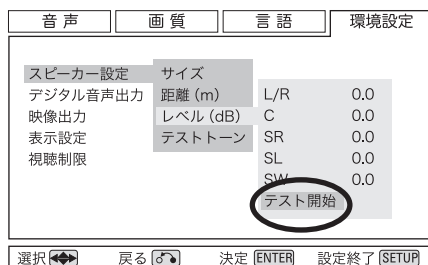 音声 画質 言語 環境設定
スピーカー設定 サイズ
デジタル音声出力 距離(m) L/R 0.0
映像出力 レベル(dB) C 0.0
表示設定 テストトーン SR 0.0
視聴制限 SL 0.0
SW 0.0
テスト開始
選択 戻る 決定 ENTER 設定終了 SETUP